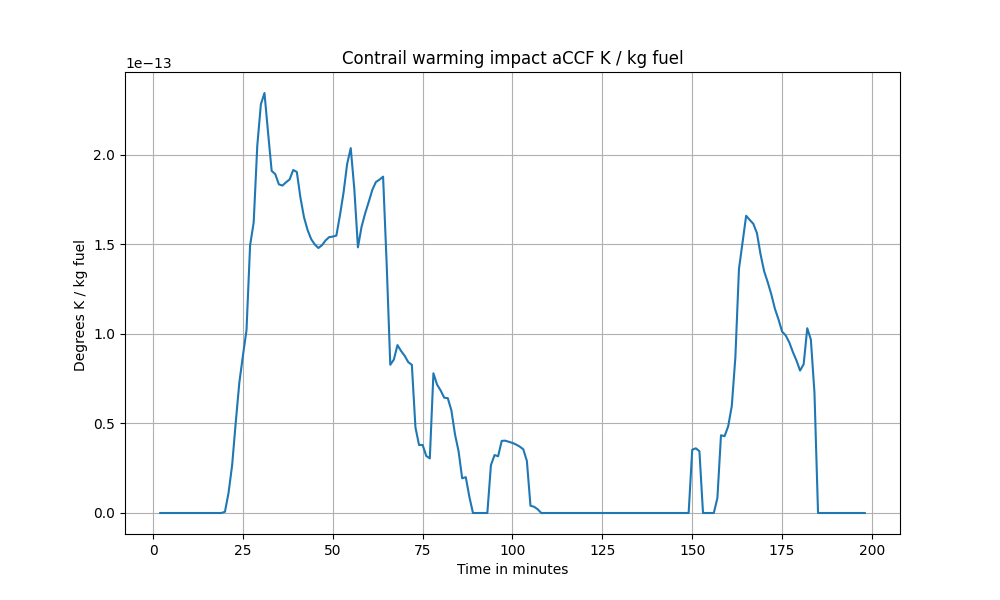 Contrail warming impact aCCF K / kg fuel
1e−13
Degrees K / kg fuel
2.0
1.5
1.0
0.5
0.0
0 25 50 75 100 125 150 175 200
Time in minutes